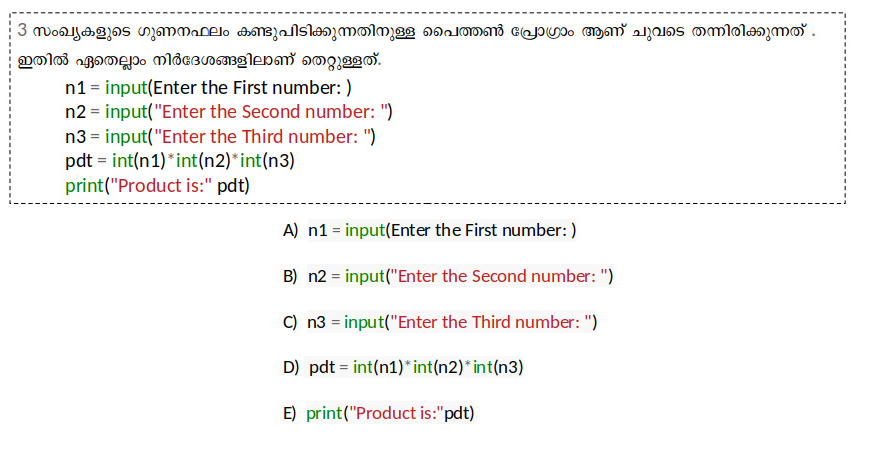 3 സംഖ്യകളുടെ ഗുണനഫലം കണ്ടുപിടിക്കുന്നതിനുള്ള പൈത്തൺ പ്രോഗ്രാം ആണ് ചുവടെ തന്നിരിക്കുന്നത് .
ഇതിൽ ഏതെല്ലാം നിർദേശങ്ങളിലാണ് തെറ്റുള്ളത്.
n1 = input(Enter the First number: )
n2 = input("Enter the Second number: ")
n3 = input("Enter the Third number: ")
pdt = int(n1)*int(n2)*int(n3)
print("Product is:" pdt)
A) n1 = input(Enter the First number: )
B) n2 = input("Enter the Second number: ")
C) n3 = input("Enter the Third number: ")
D) pdt = int(n1)*int(n2)*int(n3)
E) print("Product is:"pdt)